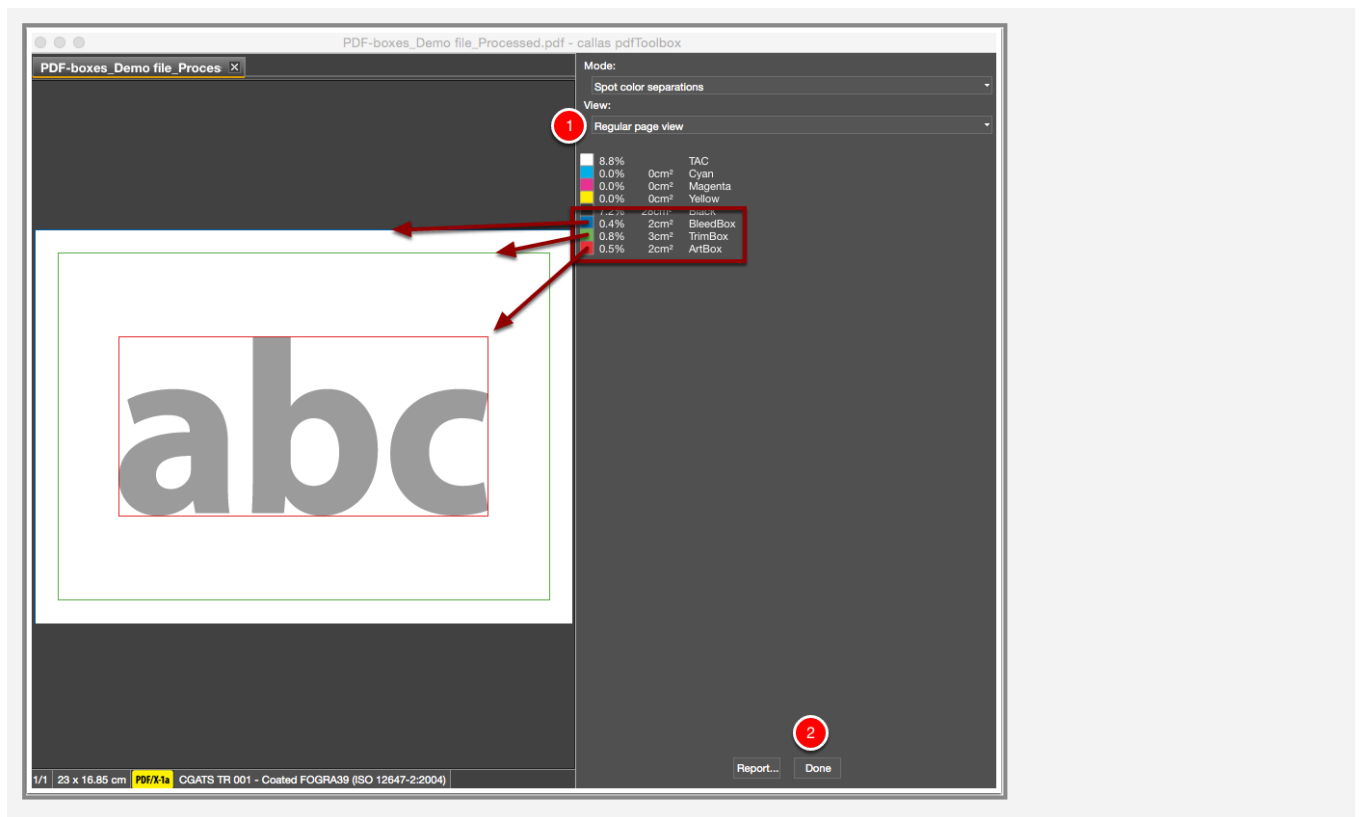 PDF-boxes_Demo file_Processed.pdf - callas pdfToolbox
PDF-boxes_Demo file_Proces
Mode:
Spot color separations
View:
1
Regular page view
8.8% TAC
0.0% 0cm² Cyan
0.0% 0cm² Magenta
0.0% 0cm² Yellow
7.2% 28cm² Black
0.4% 2cm² BleedBox
0.8% 3cm² TrimBox
0.5% 2cm² ArtBox
abc
2
Report... Done
1/1 23 x 16.85 cm PDF/X-1a CGATS TR 001 - Coated FOGRA39 (ISO 12647-2:2004)